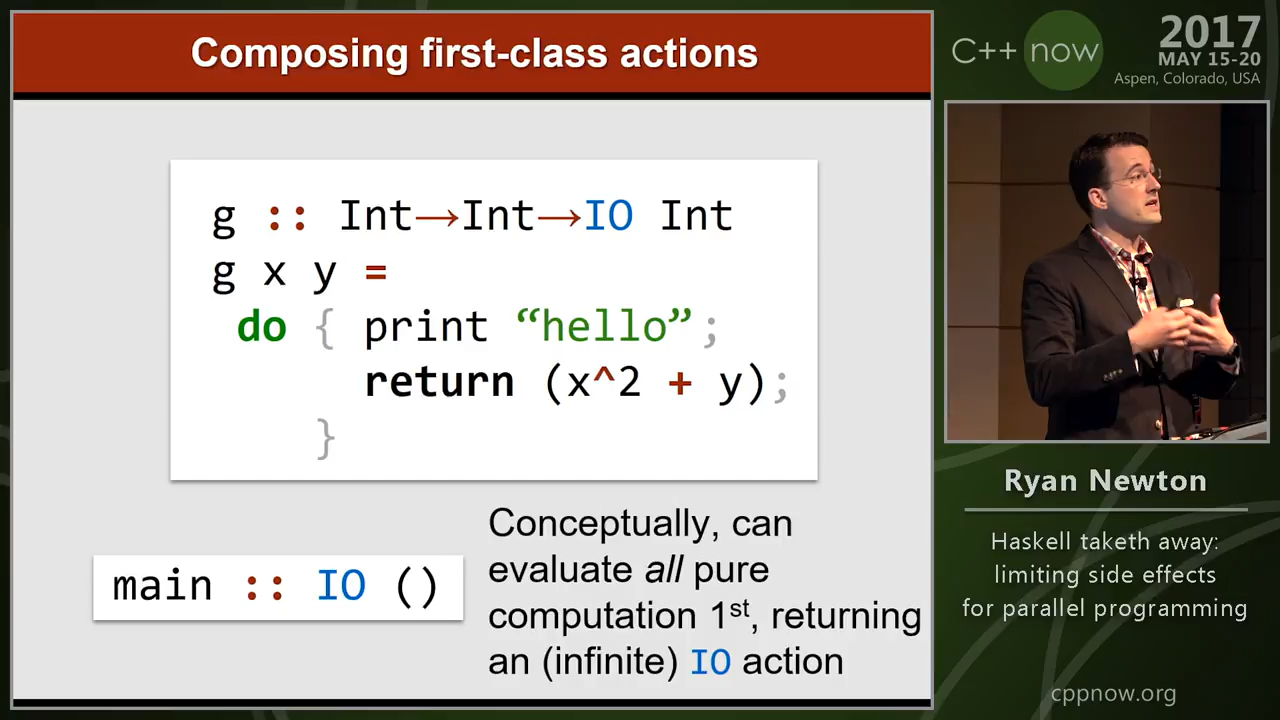 Composing first-class actions
g :: Int→Int→IO Int
g x y =
do { print “hello”;
return (x^2 + y);
}
main :: IO ()
Conceptually, can
evaluate all pure
computation 1st, returning
an (infinite) IO action
C++ now
2017
MAY 15-20
Aspen, Colorado, USA
Ryan Newton
Haskell taketh away:
limiting side effects
for parallel programming
cppnow.org